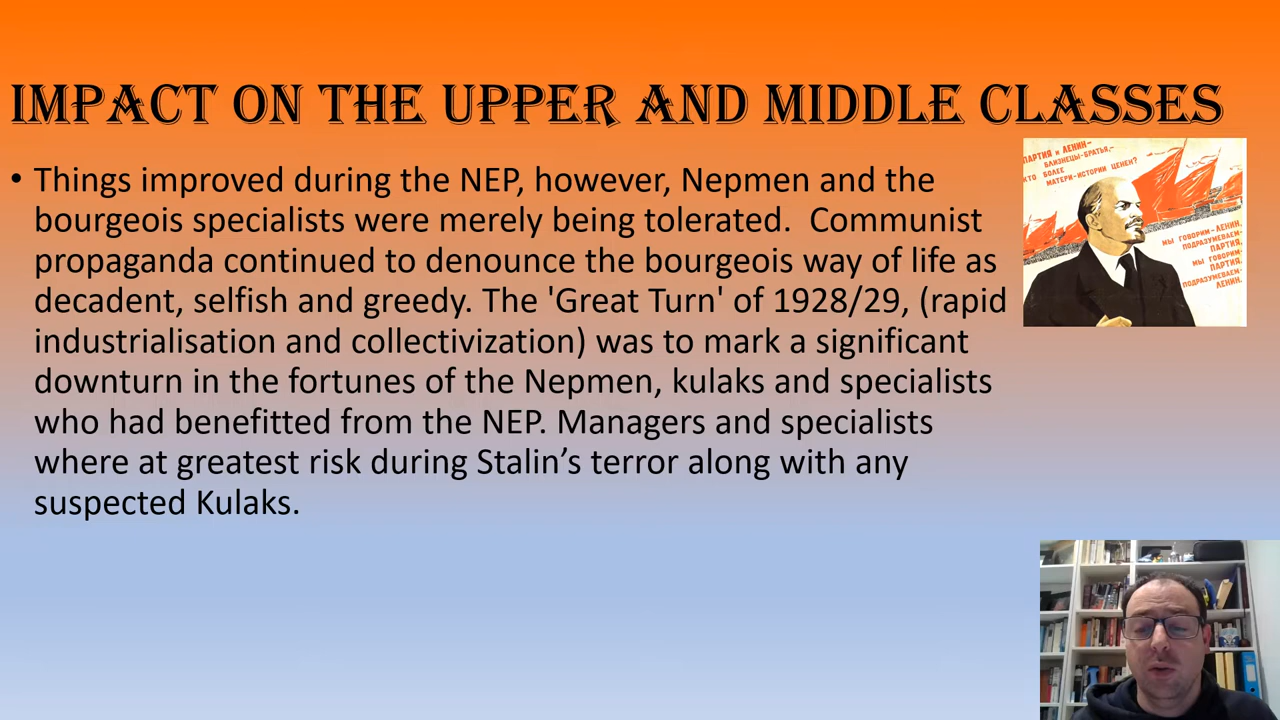 IMPACT ON THE UPPER AND MIDDLE CLASSES
• Things improved during the NEP, however, Nepmen and the
bourgeois specialists were merely being tolerated.  Communist
propaganda continued to denounce the bourgeois way of life as
decadent, selfish and greedy. The 'Great Turn' of 1928/29, (rapid
industrialisation and collectivization) was to mark a significant
downturn in the fortunes of the Nepmen, kulaks and specialists
who had benefitted from the NEP. Managers and specialists
where at greatest risk during Stalin’s terror along with any
suspected Kulaks.
ПАРТИЯ И ЛЕНИН–
БЛИЗНЕЦЫ-БРАТЬЯ,–
КТО БОЛЕЕ
МАТЕРИ-ИСТОРИИ ЦЕНЕН?
МЫ ГОВОРИМ–ЛЕНИН,
ПОДРАЗУМЕВАЕМ–
ПАРТИЯ,
МЫ ГОВОРИМ–
ПАРТИЯ,
ПОДРАЗУМЕВАЕМ–
ЛЕНИН.